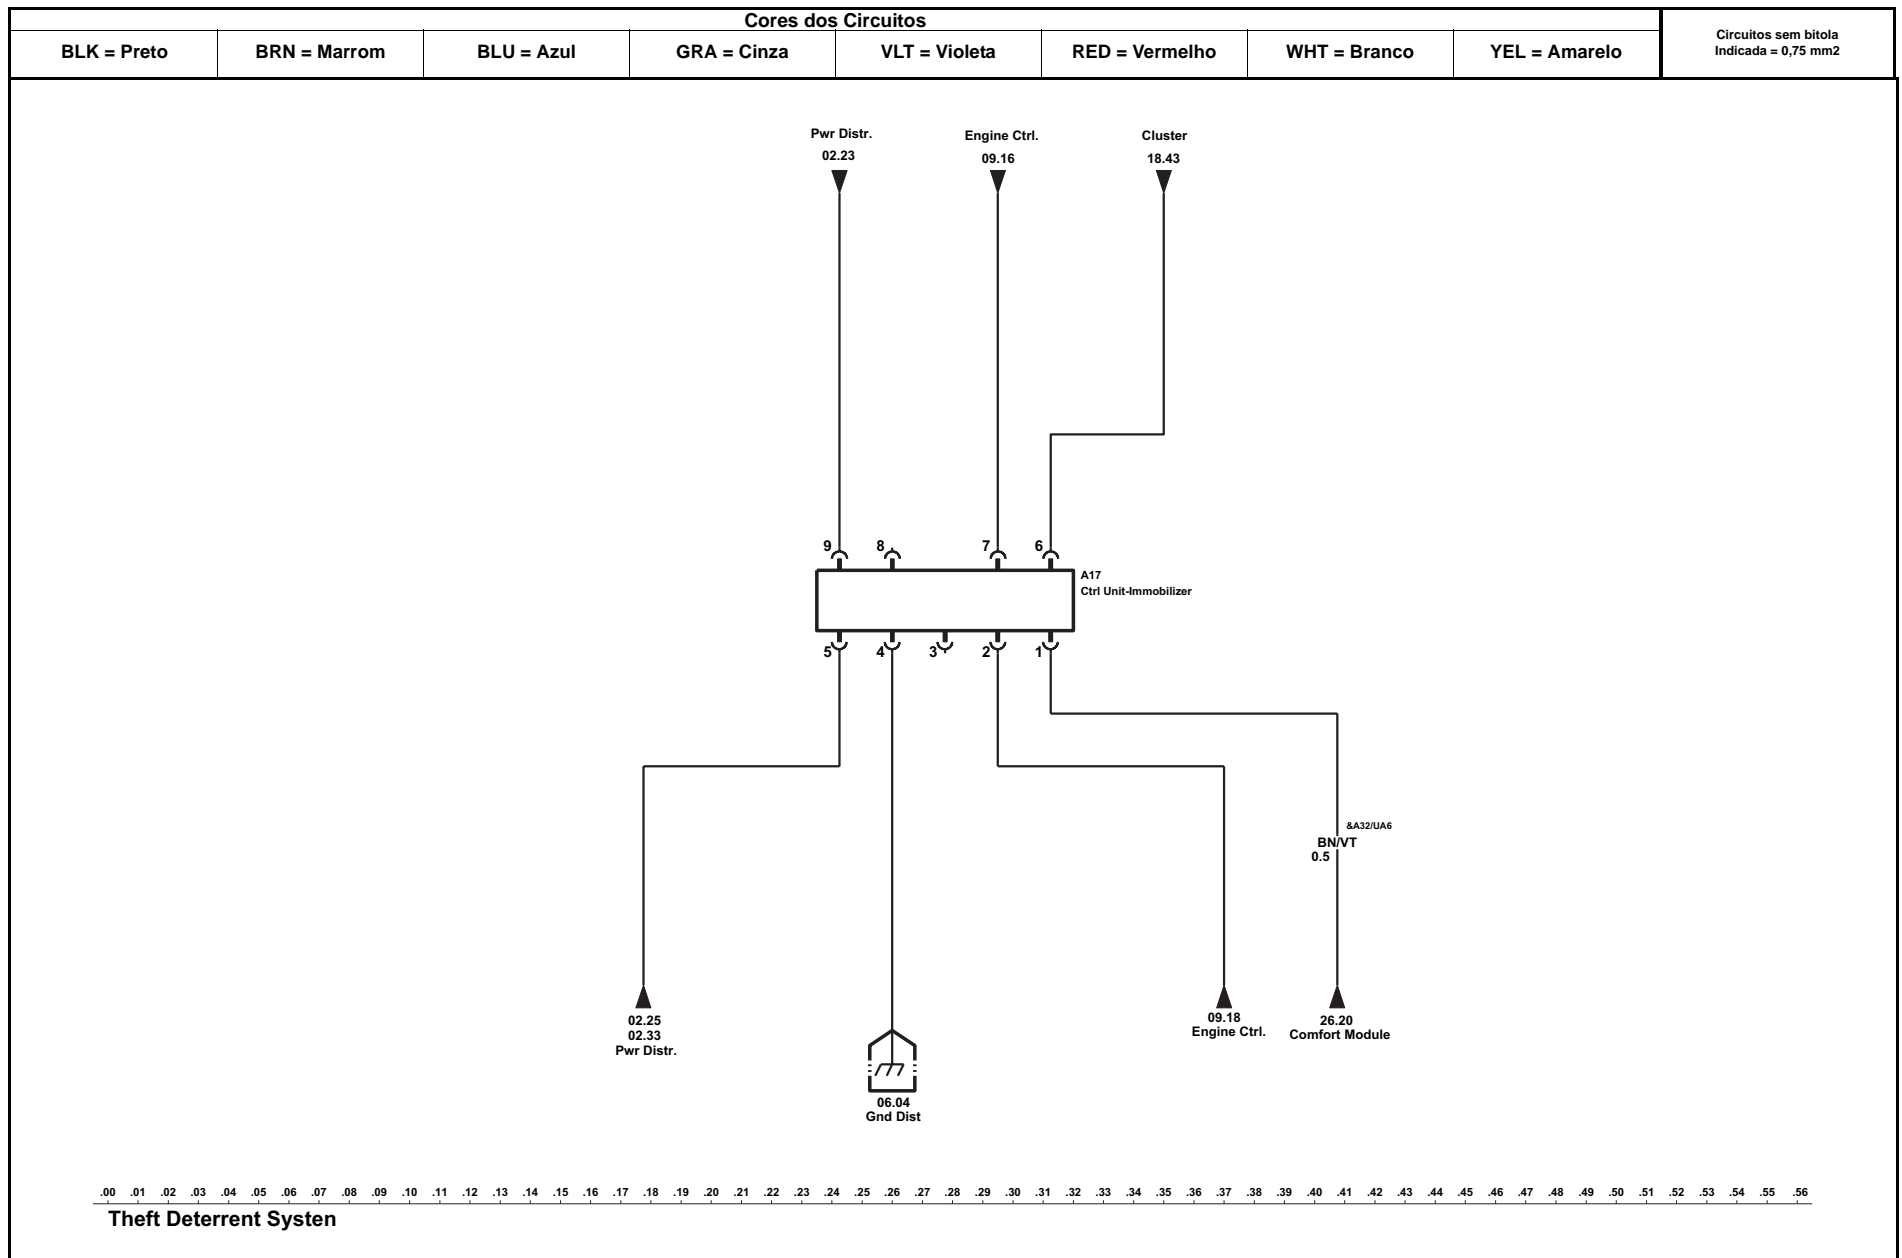 Cores dos Circuitos
BLK = Preto
BRN = Marrom
BLU = Azul
GRA = Cinza
VLT = Violeta
RED = Vermelho
WHT = Branco
YEL = Amarelo
Circuitos sem bitola
Indicada = 0,75 mm2
Pwr Distr.
02.23
Engine Ctrl.
09.16
Cluster
18.43
9
8
7
6
A17
Ctrl Unit-Immobilizer
5
4
3
2
1
&A32/UA6
BN/VT
0.5
02.25
02.33
Pwr Distr.
06.04
Gnd Dist
09.18
Engine Ctrl.
26.20
Comfort Module
.00 .01 .02 .03 .04 .05 .06 .07 .08 .09 .10 .11 .12 .13 .14 .15 .16 .17 .18 .19 .20 .21 .22 .23 .24 .25 .26 .27 .28 .29 .30 .31 .32 .33 .34 .35 .36 .37 .38 .39 .40 .41 .42 .43 .44 .45 .46 .47 .48 .49 .50 .51 .52 .53 .54 .55 .56
Theft Deterrent Systen